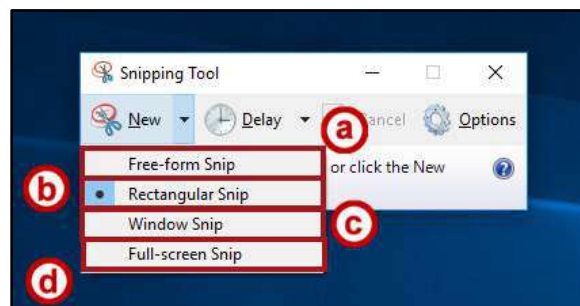 Snipping Tool
New Delay Cancel Options
a
Free-form Snip or click the New
b
Rectangular Snip
Window Snip
c
Full-screen Snip
d